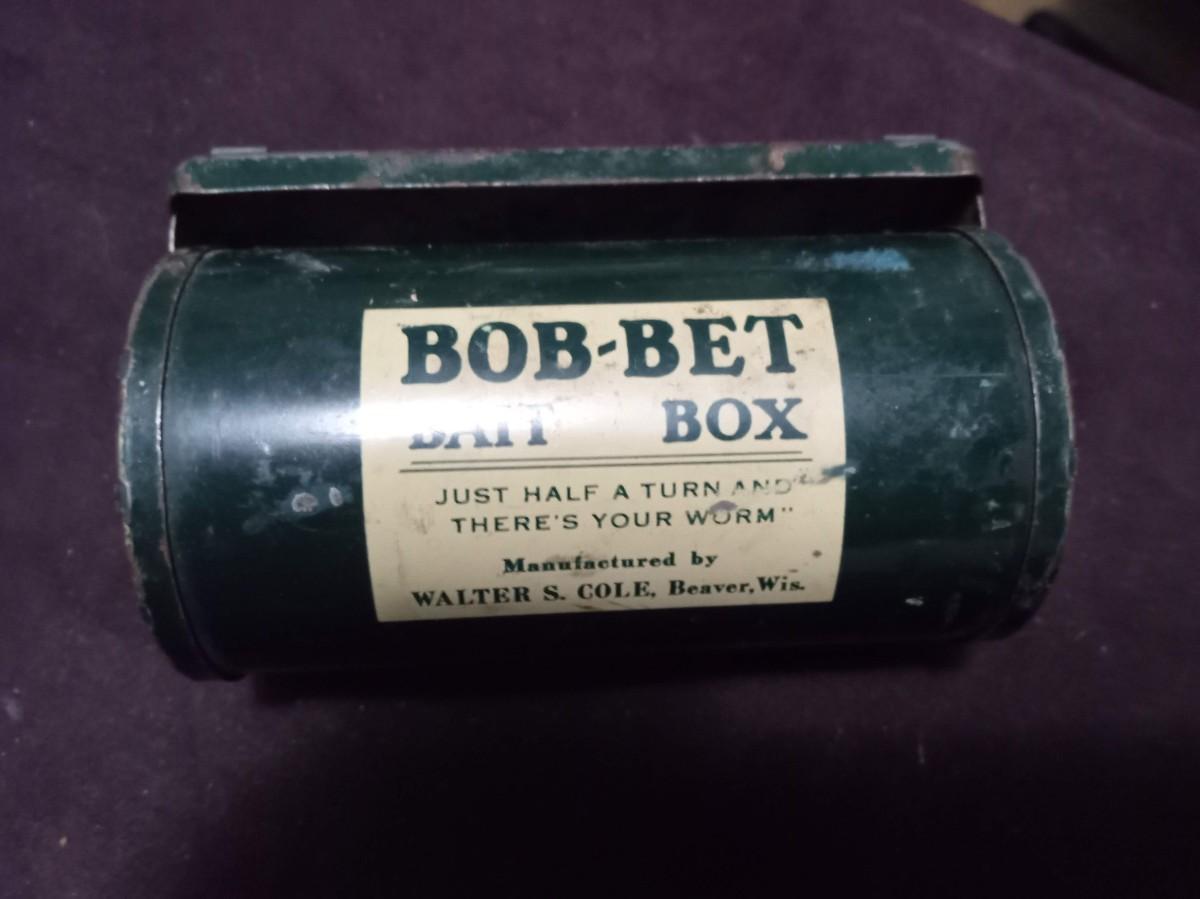 BOB-BET
BAIT BOX
JUST HALF A TURN AND
THERE'S YOUR WORM"
Manufactured by
WALTER S. COLE, Beaver, Wis.